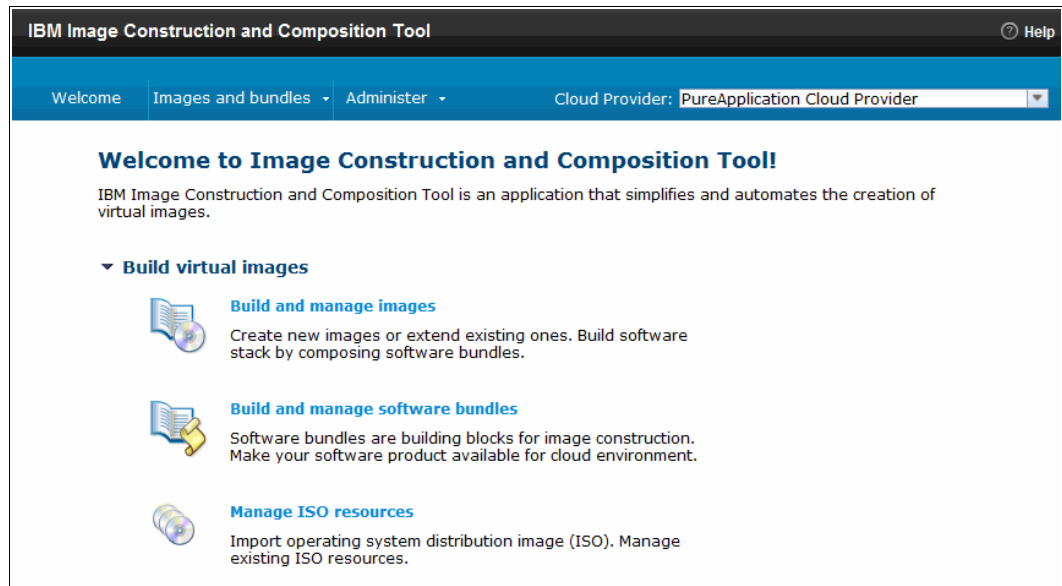 IBM Image Construction and Composition Tool
Help
Welcome
Images and bundles
Administer
Cloud Provider: PureApplication Cloud Provider
Welcome to Image Construction and Composition Tool!
IBM Image Construction and Composition Tool is an application that simplifies and automates the creation of
virtual images.
Build virtual images
Build and manage images
Create new images or extend existing ones. Build software
stack by composing software bundles.
Build and manage software bundles
Software bundles are building blocks for image construction.
Make your software product available for cloud environment.
Manage ISO resources
Import operating system distribution image (ISO). Manage
existing ISO resources.